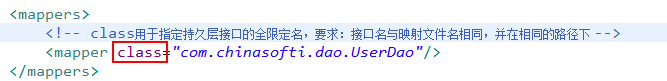 <mappers>
<!-- class用于指定持久层接口的全限定名，要求：接口名与映射文件名相同，并在相同的路径下 -->
<mapper class="com.chinasofti.dao.UserDao"/>
</mappers>